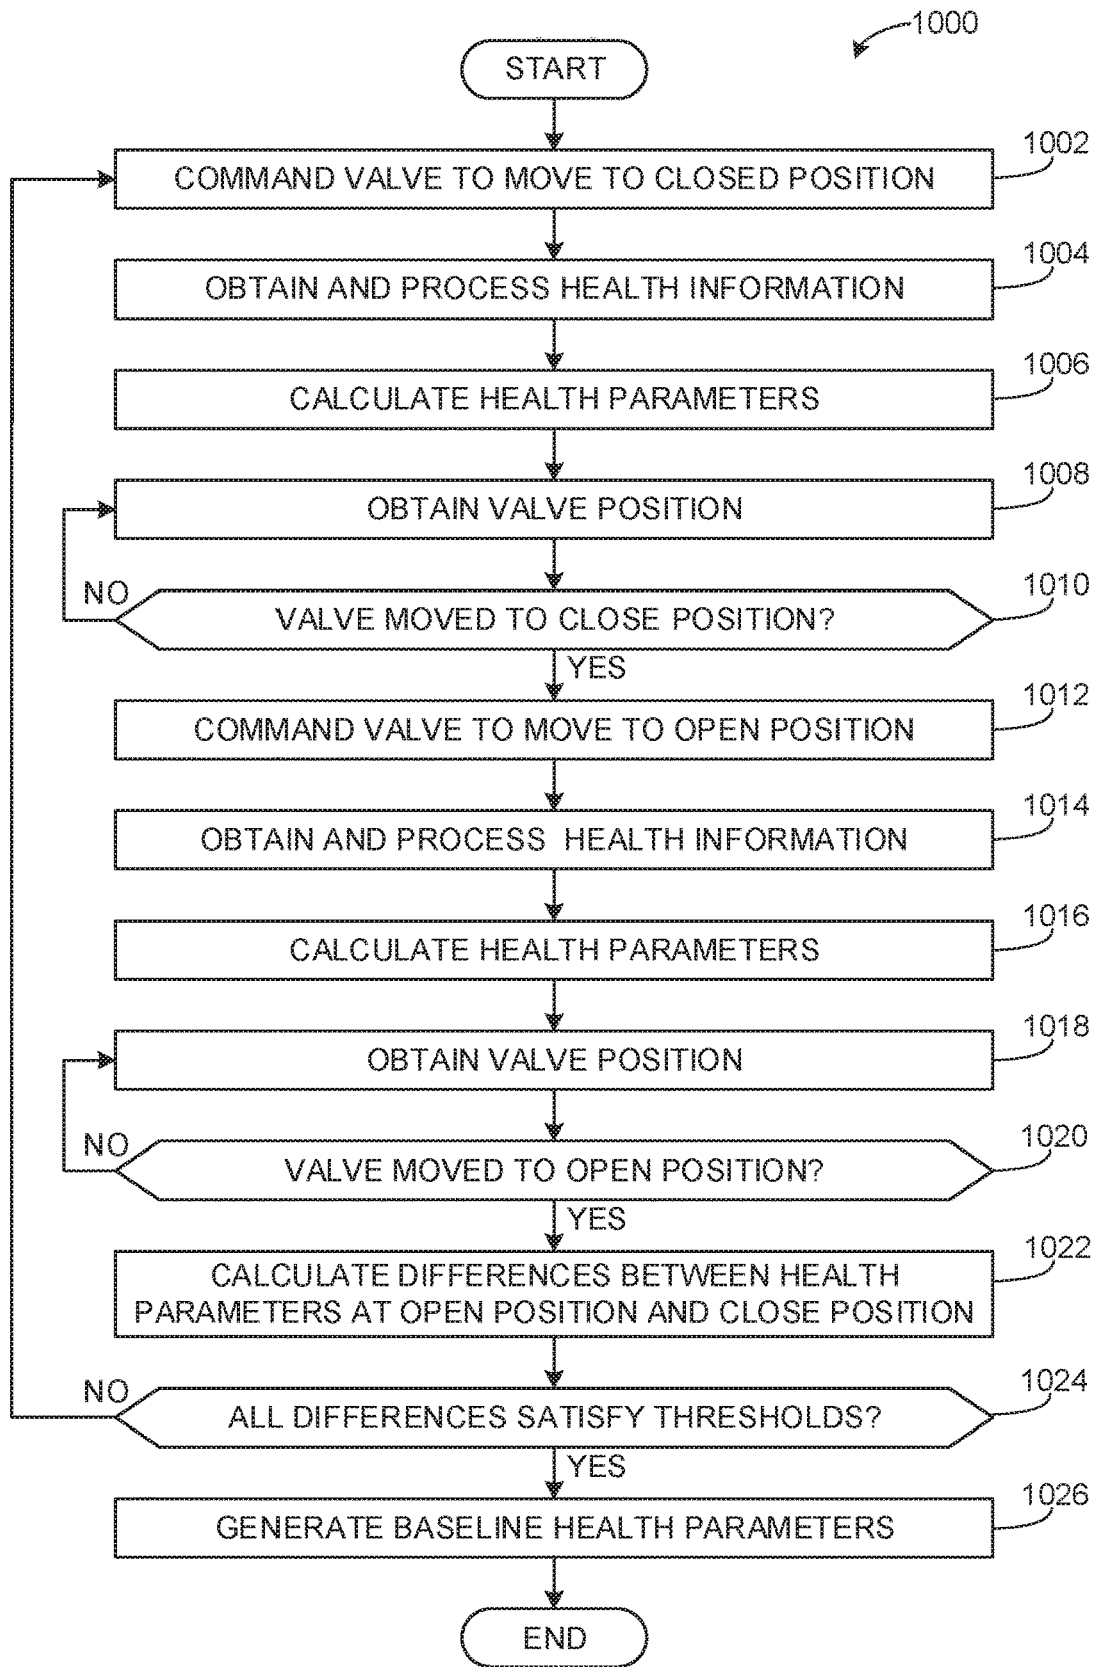 1000
START
1002
COMMAND VALVE TO MOVE TO CLOSED POSITION
1004
OBTAIN AND PROCESS HEALTH INFORMATION
1006
CALCULATE HEALTH PARAMETERS
1008
OBTAIN VALVE POSITION
NO
1010
VALVE MOVED TO CLOSE POSITION?
YES
1012
COMMAND VALVE TO MOVE TO OPEN POSITION
1014
OBTAIN AND PROCESS HEALTH INFORMATION
1016
CALCULATE HEALTH PARAMETERS
1018
OBTAIN VALVE POSITION
NO
1020
VALVE MOVED TO OPEN POSITION?
YES
1022
CALCULATE DIFFERENCES BETWEEN HEALTH
PARAMETERS AT OPEN POSITION AND CLOSE POSITION
NO
1024
ALL DIFFERENCES SATISFY THRESHOLDS?
YES
1026
GENERATE BASELINE HEALTH PARAMETERS
END